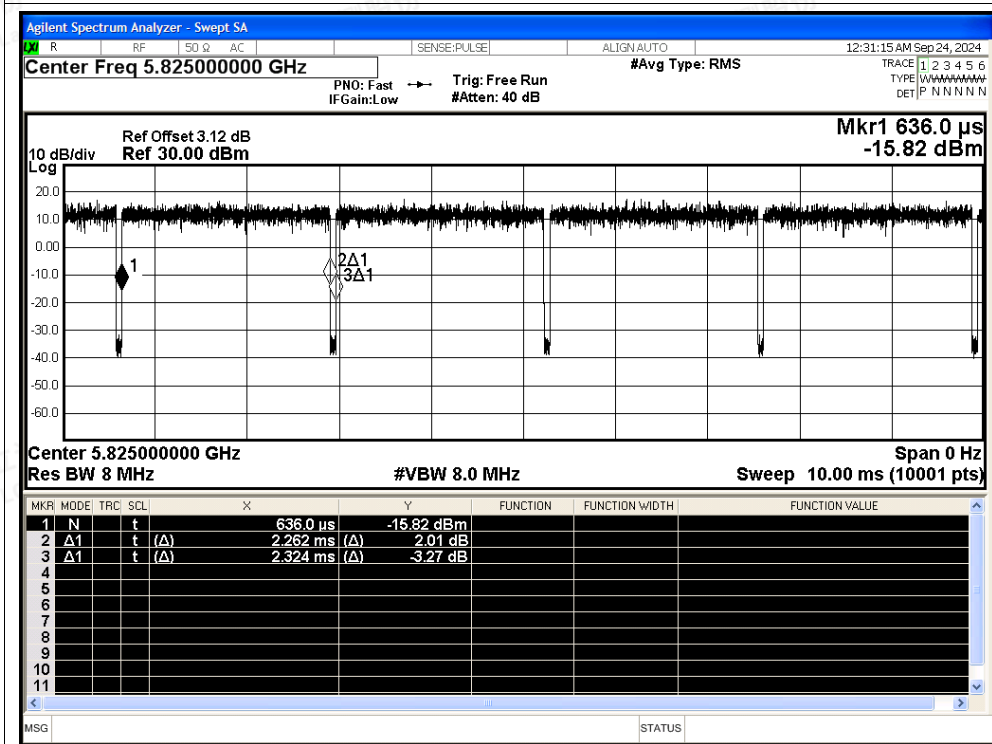 Agilent Spectrum Analyzer - Swept SA
LXI R RF 50 Ω AC SENSE:PULSE ALIGN AUTO 12:31:15 AM Sep 24, 2024
Center Freq 5.825000000 GHz #Avg Type: RMS TRACE 1 2 3 4 5 6
PNO: Fast Trig: Free Run TYPE WWWWWW
IFGain:Low #Atten: 40 dB DET P N N N N N
Mkr1 636.0 µs
Ref Offset 3.12 dB
10 dB/div Ref 30.00 dBm -15.82 dBm
Log
20.0
10.0
0.00
2Δ1
1
-10.0 3Δ1
-20.0
-30.0
-40.0
-50.0
-60.0
Center 5.825000000 GHz Span 0 Hz
Res BW 8 MHz #VBW 8.0 MHz Sweep 10.00 ms (10001 pts)
MKR MODE TRC SCL X Y FUNCTION FUNCTION WIDTH FUNCTION VALUE
1 N t 636.0 µs -15.82 dBm
2 Δ1 t (Δ) 2.262 ms (Δ) 2.01 dB
3 Δ1 t (Δ) 2.324 ms (Δ) -3.27 dB
4
5
6
7
8
9
10
11
MSG STATUS